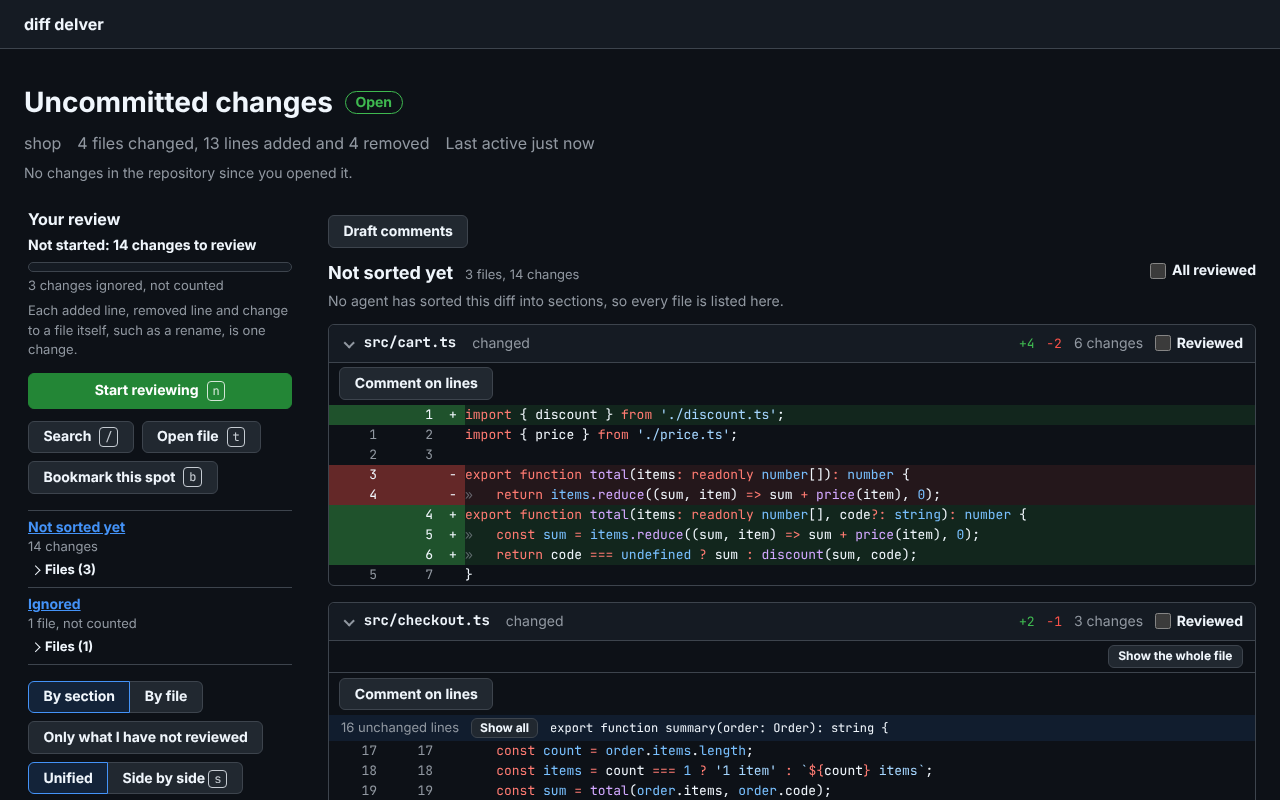 diff delver
Uncommitted changes Open
shop 4 files changed, 13 lines added and 4 removed Last active just now
No changes in the repository since you opened it.
Your review
Not started: 14 changes to review
3 changes ignored, not counted
Each added line, removed line and change
to a file itself, such as a rename, is one
change.
Start reviewing n
Search / Open file t
Bookmark this spot b
Not sorted yet
14 changes
Files (3)
Ignored
1 file, not counted
Files (1)
By section By file
Only what I have not reviewed
Unified Side by side s
Draft comments
Not sorted yet 3 files, 14 changes All reviewed
No agent has sorted this diff into sections, so every file is listed here.
src/cart.ts changed +4 -2 6 changes Reviewed
Comment on lines
1 + import { discount } from './discount.ts';
1 2 import { price } from './price.ts';
2 3
3 - export function total(items: readonly number[]): number {
4 - » return items.reduce((sum, item) => sum + price(item), 0);
4 + export function total(items: readonly number[], code?: string): number {
5 + » const sum = items.reduce((sum, item) => sum + price(item), 0);
6 + » return code === undefined ? sum : discount(sum, code);
5 7 }
src/checkout.ts changed +2 -1 3 changes Reviewed
Show the whole file
Comment on lines
16 unchanged lines Show all export function summary(order: Order): string {
17 17 const count = order.items.length;
18 18 const items = count === 1 ? '1 item' : `${count} items`;
19 19 const sum = total(order.items, order.code);